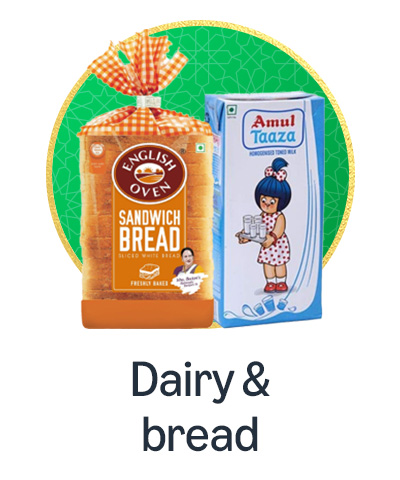 ENGLISH
OVEN
SANDWICH
BREAD
SLICED WHITE BREAD
FRESHLY BAKED
Amul
Taaza
HOMOGENISED TONED MILK
Dairy &
bread